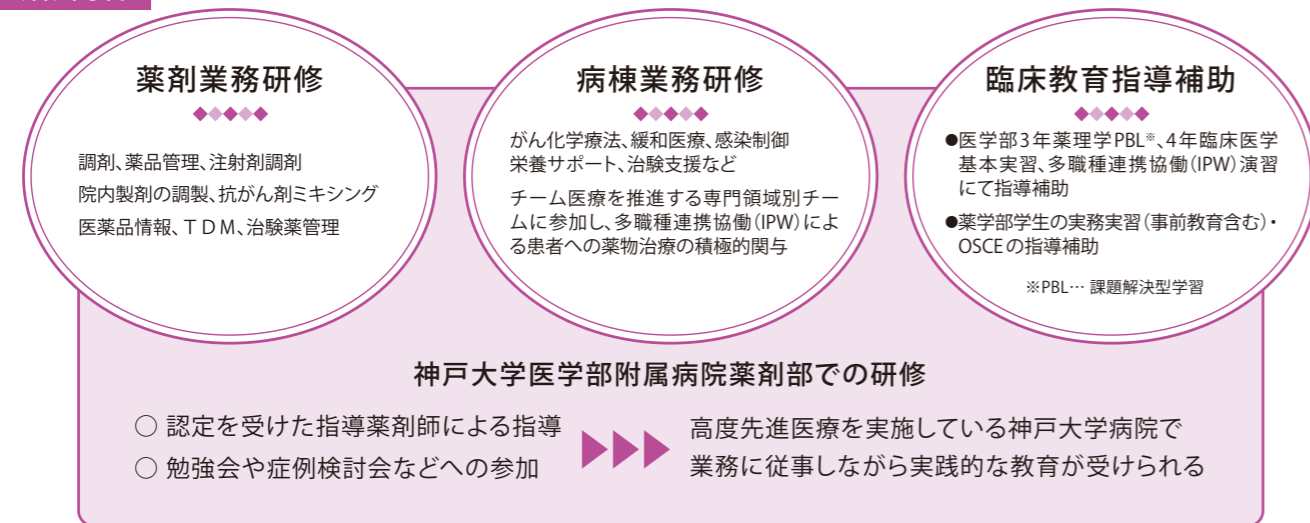 薬剤業務研修
調剤、薬品管理、注射剤調剤
院内製剤の調製、抗がん剤ミキシング
医薬品情報、ＴＤＭ、治験薬管理
病棟業務研修
がん化学療法、緩和医療、感染制御
栄養サポート、治験支援など
チーム医療を推進する専門領域別チー
ムに参加し、多職種連携協働(IPW)によ
る患者への薬物治療の積極的関与
臨床教育指導補助
●医学部3年薬理学PBL※、4年臨床医学
基本実習、多職種連携協働(IPW)演習
にて指導補助
●薬学部学生の実務実習(事前教育含む)・
OSCEの指導補助
※PBL… 課題解決型学習
神戸大学医学部附属病院薬剤部での研修
○ 認定を受けた指導薬剤師による指導
○ 勉強会や症例検討会などへの参加
高度先進医療を実施している神戸大学病院で
業務に従事しながら実践的な教育が受けられる